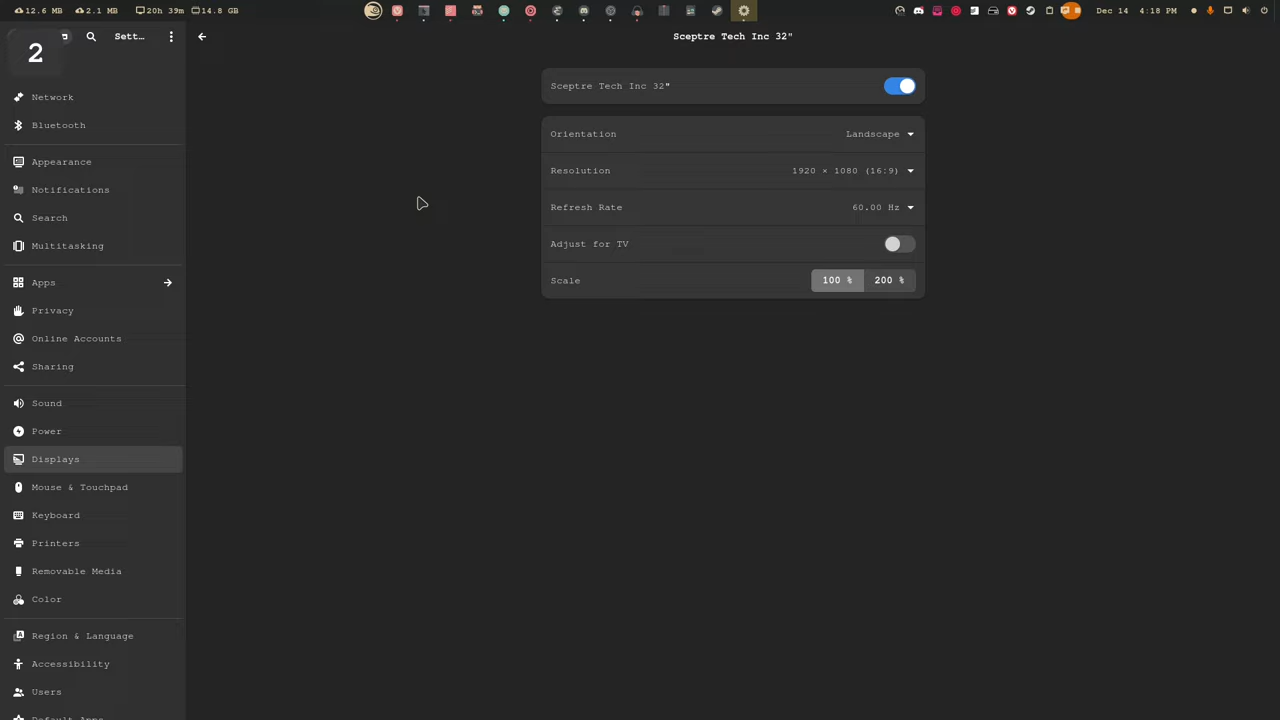 12.6 MB 2.1 MB 20h 39m 14.8 GB
Dec 14 4:18 PM
2
Sett...
Sceptre Tech Inc 32"
Network
Bluetooth
Appearance
Notifications
Search
Multitasking
Apps
Privacy
Online Accounts
Sharing
Sound
Power
Displays
Mouse & Touchpad
Keyboard
Printers
Removable Media
Color
Region & Language
Accessibility
Users
Default Apps
Sceptre Tech Inc 32"
Orientation Landscape
Resolution 1920 × 1080 (16:9)
Refresh Rate 60.00 Hz
Adjust for TV
Scale 100 % 200 %